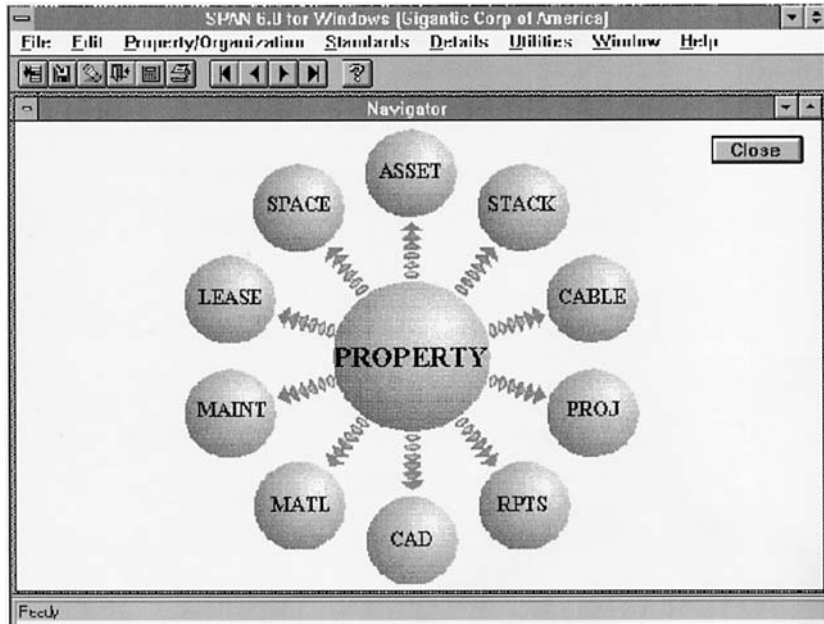 SPAN 6.0 for Windows [Gigantic Corp of America]
File Edit Property/Organization Standards Details Utilities Window Help
Navigator
Close
ASSET
SPACE
STACK
LEASE
CABLE
PROPERTY
MAINT
PROJ
MATL
RPTS
CAD
Ready